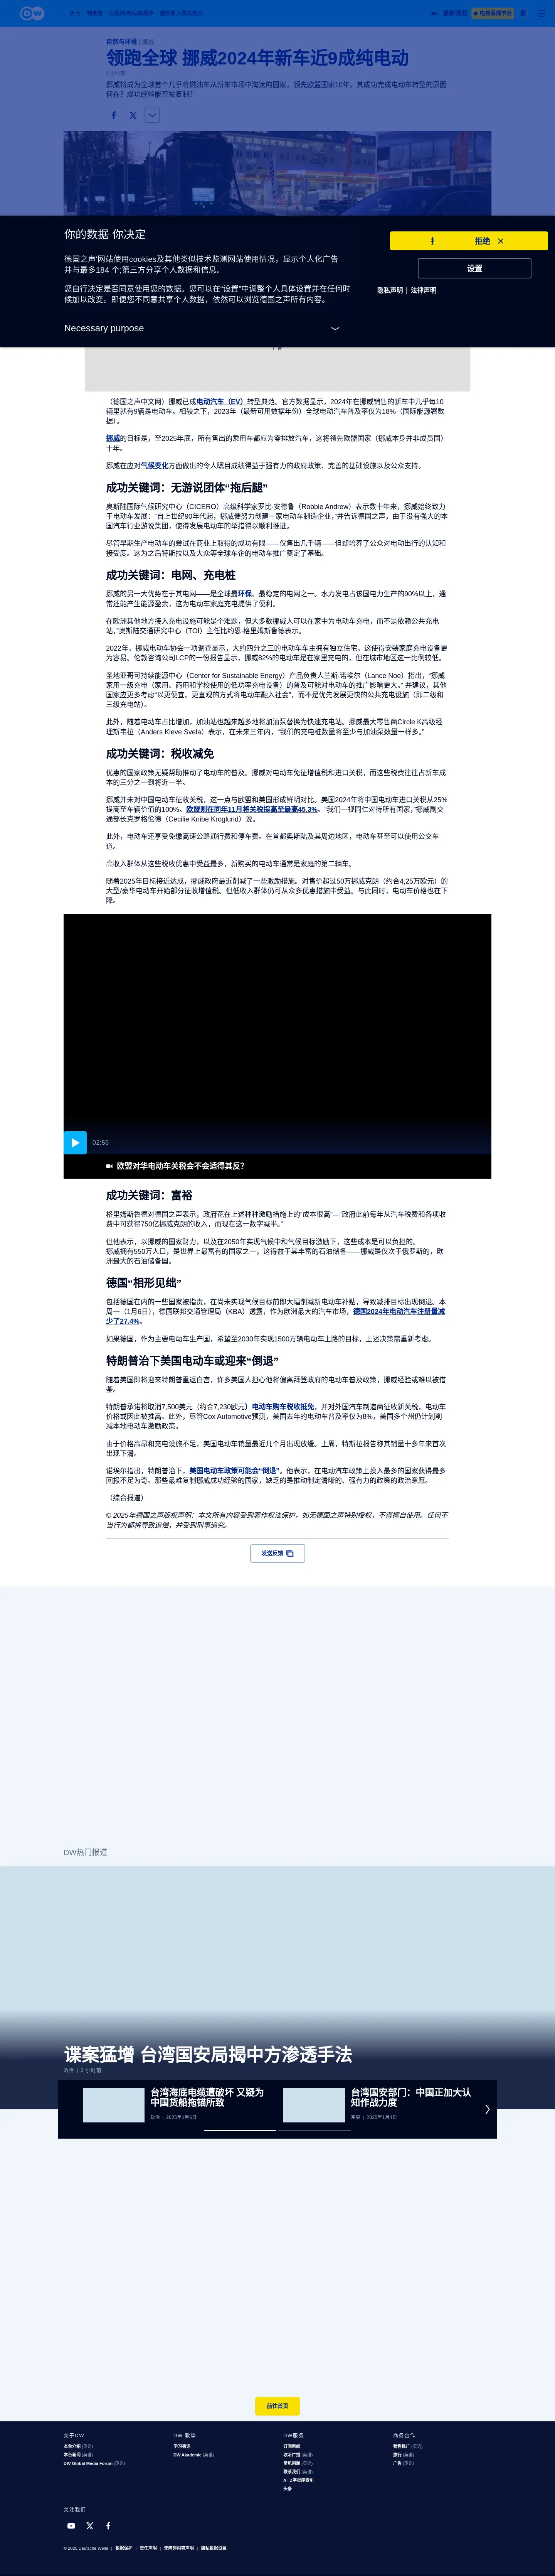 自然与环境 | 挪威
领跑全球 挪威2024年新车近9成纯电动
4 小时前
挪威将成为全球首个几乎将燃油车从新车市场中淘汰的国家，领先欧盟国家10年。其成功完成电动车转型的原因
何在？成功经验能否被复制？
你的数据 你决定
德国之声'网站使用cookies及其他类似技术监测网站使用情况，显示个人化广告
并与最多184 个;第三方分享个人数据和信息。
您自行决定是否同意使用您的数据。您可以在“设置”中调整个人具体设置并在任何时
候加以改变。即便您不同意共享个人数据，依然可以浏览德国之声所有内容。
Necessary purpose
拒绝
设置
隐私声明 | 法律声明
（德国之声中文网）挪威已成电动汽车（EV）转型典范。官方数据显示，2024年在挪威销售的新车中几乎每10
辆里就有9辆是电动车。相较之下，2023年（最新可用数据年份）全球电动汽车普及率仅为18%（国际能源署数
据）。
挪威的目标是，至2025年底，所有售出的乘用车都应为零排放汽车，这将领先欧盟国家（挪威本身并非成员国）
十年。
挪威在应对气候变化方面做出的令人瞩目成绩得益于强有力的政府政策、完善的基础设施以及公众支持。
成功关键词：无游说团体“拖后腿”
奥斯陆国际气候研究中心（CICERO）高级科学家罗比·安德鲁（Robbie Andrew）表示数十年来，挪威始终致力
于电动车发展：“自上世纪90年代起，挪威便努力创建一家电动车制造企业，”并告诉德国之声，由于没有强大的本
国汽车行业游说集团，使得发展电动车的举措得以顺利推进。
尽管早期生产电动车的尝试在商业上取得的成功有限——仅售出几千辆——但却培养了公众对电动出行的认知和
接受度。这为之后特斯拉以及大众等全球车企的电动车推广奠定了基础。
成功关键词：电网、充电桩
挪威的另一大优势在于其电网——是全球最环保、最稳定的电网之一。水力发电占该国电力生产的90%以上，通
常还能产生能源盈余，这为电动车家庭充电提供了便利。
在欧洲其他地方接入充电设施可能是个难题，但大多数挪威人可以在家中为电动车充电，而不是依赖公共充电
站，”奥斯陆交通研究中心（TOI）主任比约恩·格里姆斯鲁德表示。
2022年，挪威电动车协会一项调查显示，大约四分之三的电动车车主拥有独立住宅，这使得安装家庭充电设备更
为容易。伦敦咨询公司LCP的一份报告显示，挪威82%的电动车是在家里充电的，但在城市地区这一比例较低。
圣地亚哥可持续能源中心（Center for Sustainable Energy）产品负责人兰斯·诺埃尔（Lance Noe）指出，“挪威
家用一级充电（家用、商用和学校使用的低功率充电设备）的普及可能对电动车的推广影响更大。” 并建议，其他
国家应更多考虑“以更便宜、更直观的方式将电动车融入社会”，而不是优先发展更快的公共充电设施（即二级和
三级充电站）。
此外，随着电动车占比增加，加油站也越来越多地将加油泵替换为快速充电站。挪威最大零售商Circle K高级经
理斯韦拉（Anders Kleve Svela）表示，在未来三年内，“我们的充电桩数量将至少与加油泵数量一样多。”
成功关键词：税收减免
优惠的国家政策无疑帮助推动了电动车的普及。挪威对电动车免征增值税和进口关税，而这些税费往往占新车成
本的三分之一到将近一半。
挪威并未对中国电动车征收关税，这一点与欧盟和美国形成鲜明对比。美国2024年将中国电动车进口关税从25%
提高至车辆价值的100%。欧盟则在同年11月将关税提高至最高45.3%。“我们一视同仁对待所有国家，”挪威副交
通部长克罗格伦德（Cecilie Knibe Kroglund）说。
此外，电动车还享受免缴高速公路通行费和停车费。在首都奥斯陆及其周边地区，电动车甚至可以使用公交车
道。
高收入群体从这些税收优惠中受益最多，新购买的电动车通常是家庭的第二辆车。
随着2025年目标接近达成，挪威政府最近削减了一些激励措施。对售价超过50万挪威克朗（约合4,25万欧元）的
大型/豪华电动车开始部分征收增值税。但低收入群体仍可从众多优惠措施中受益。与此同时，电动车价格也在下
降。
02:56
欧盟对华电动车关税会不会适得其反？
成功关键词：富裕
格里姆斯鲁德对德国之声表示，政府花在上述种种激励措施上的“成本很高”—“政府此前每年从汽车税费和各项收
费中可获得750亿挪威克朗的收入，而现在这一数字减半。”
但他表示，以挪威的国家财力，以及在2050年实现气候中和气候目标激励下，这些成本是可以负担的。
挪威拥有550万人口，是世界上最富有的国家之一，这得益于其丰富的石油储备——挪威是仅次于俄罗斯的，欧
洲最大的石油储备国。
德国“相形见绌”
包括德国在内的一些国家被指责，在尚未实现气候目标前即大幅削减新电动车补贴，导致减排目标出现倒退。本
周一（1月6日），德国联邦交通管理局（KBA）透露，作为欧洲最大的汽车市场，德国2024年电动汽车注册量减
少了27.4%。
如果德国，作为主要电动车生产国，希望至2030年实现1500万辆电动车上路的目标，上述决策需重新考虑。
特朗普治下美国电动车或迎来“倒退”
随着美国即将迎来特朗普重返白宫，许多美国人担心他将偏离拜登政府的电动车普及政策，挪威经验或难以被借
鉴。
特朗普承诺将取消7,500美元（约合7,230欧元）电动车购车税收抵免，并对外国汽车制造商征收新关税，电动车
价格或因此被推高。此外，尽管Cox Automotive预测，美国去年的电动车普及率仅为8%，美国多个州仍计划削
减本地电动车激励政策。
由于价格高昂和充电设施不足，美国电动车销量最近几个月出现放缓。上周，特斯拉报告称其销量十多年来首次
出现下滑。
诺埃尔指出，特朗普治下，美国电动车政策可能会“倒退”。他表示，在电动汽车政策上投入最多的国家获得最多
回报不足为奇。那些最难复制挪威成功经验的国家，缺乏的是推动制定清晰的、强有力的政策的政治意愿。
（综合报道）
© 2025年德国之声版权声明：本文所有内容受到著作权法保护，如无德国之声特别授权，不得擅自使用。任何不
当行为都将导致追偿，并受到刑事追究。
发送反馈
DW热门报道
谍案猛增 台湾国安局揭中方渗透手法
政治 | 2 小时前
台湾海底电缆遭破坏 又疑为
中国货船拖锚所致
政治 | 2025年1月6日
台湾国安部门：中国正加大认
知作战力度
冲突 | 2025年1月4日
前往首页
关于DW
本台介绍 (英语)
本台新闻 (英语)
DW Global Media Forum (英语)
DW 教学
学习德语
DW Akademie (英语)
DW服务
订阅新闻
收听广播 (英语)
常见问题 (英语)
联系我们 (英语)
A - Z字母序索引
头条
商务合作
销售推广 (英语)
旅行 (英语)
广告 (英语)
关注我们
© 2025 Deutsche Welle | 数据保护 | 责任声明 | 无障碍内容声明 | 隐私数据设置